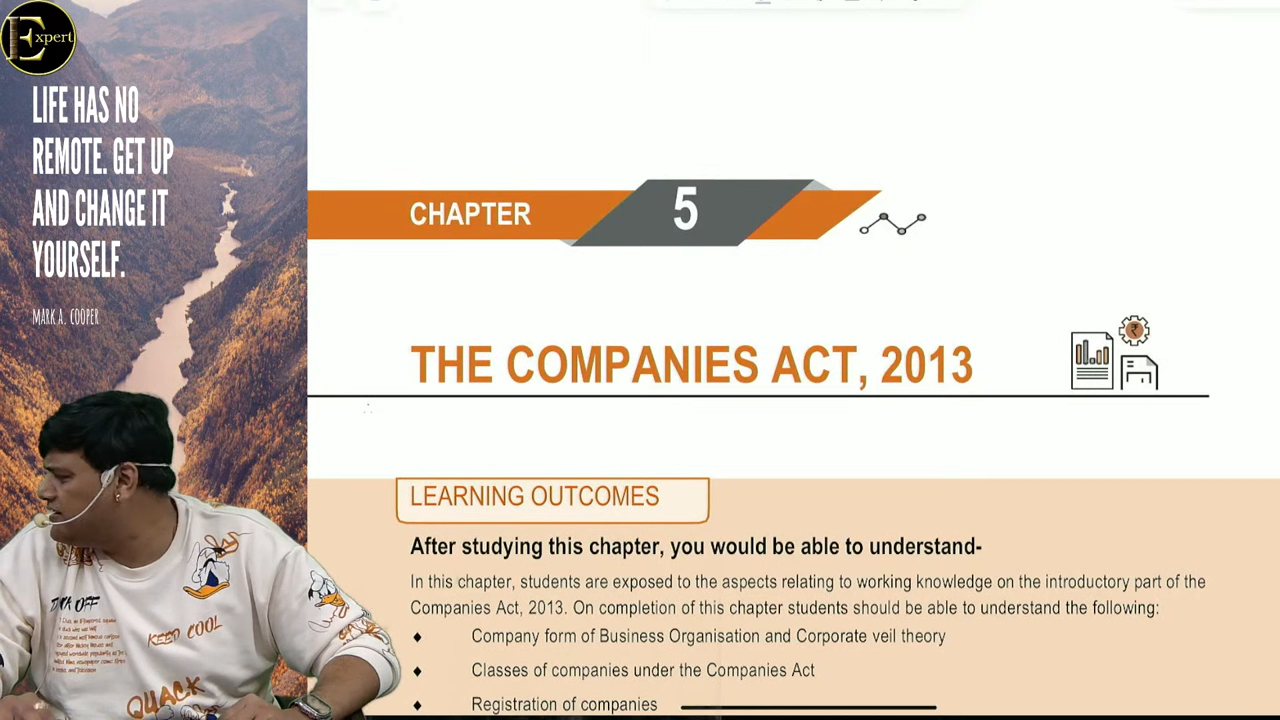 Expert
LIFE HAS NO
REMOTE. GET UP
AND CHANGE IT
YOURSELF.
MARK A. COOPER
CHAPTER 5
THE COMPANIES ACT, 2013
₹
LEARNING OUTCOMES
After studying this chapter, you would be able to understand-
In this chapter, students are exposed to the aspects relating to working knowledge on the introductory part of the
Companies Act, 2013. On completion of this chapter students should be able to understand the following:
♦ Company form of Business Organisation and Corporate veil theory
♦ Classes of companies under the Companies Act
♦ Registration of companies
KEEP COOL
QUACK